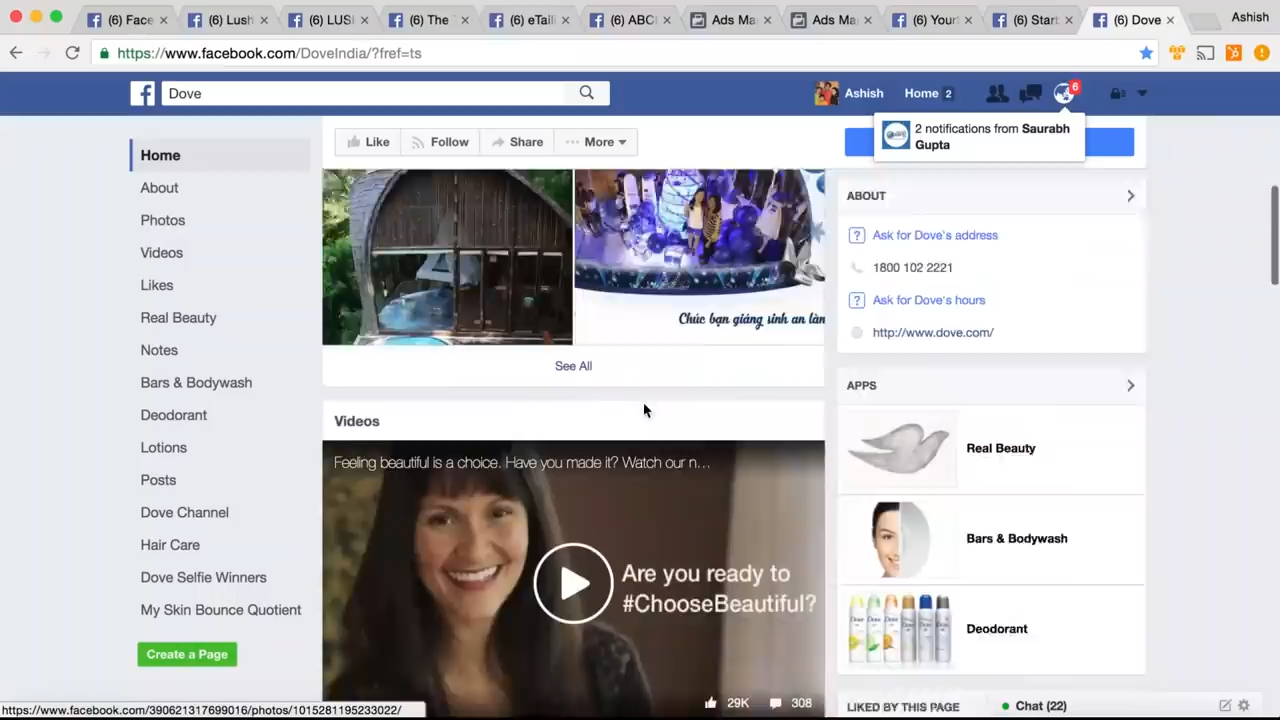 (6) Face
(6) Lush
(6) LUSH
(6) The
(6) eTaili
(6) ABC
Ads Ma
Ads Ma
(6) Your
(6) Start
(6) Dove
Ashish
https://www.facebook.com/DoveIndia/?fref=ts
Dove
Ashish
Home 2
6
2 notifications from Saurabh
Gupta
Like
Follow
Share
More
Home
About
Photos
Videos
Likes
Real Beauty
Notes
Bars & Bodywash
Deodorant
Lotions
Posts
Dove Channel
Hair Care
Dove Selfie Winners
My Skin Bounce Quotient
Create a Page
Chúc bạn giáng sinh an làn
See All
Videos
Feeling beautiful is a choice. Have you made it? Watch our n...
Are you ready to
#ChooseBeautiful?
29K
308
ABOUT
Ask for Dove's address
1800 102 2221
Ask for Dove's hours
http://www.dove.com/
APPS
Real Beauty
Bars & Bodywash
Deodorant
LIKED BY THIS PAGE
Chat (22)
https://www.facebook.com/390621317699016/photos/1015281195233022/